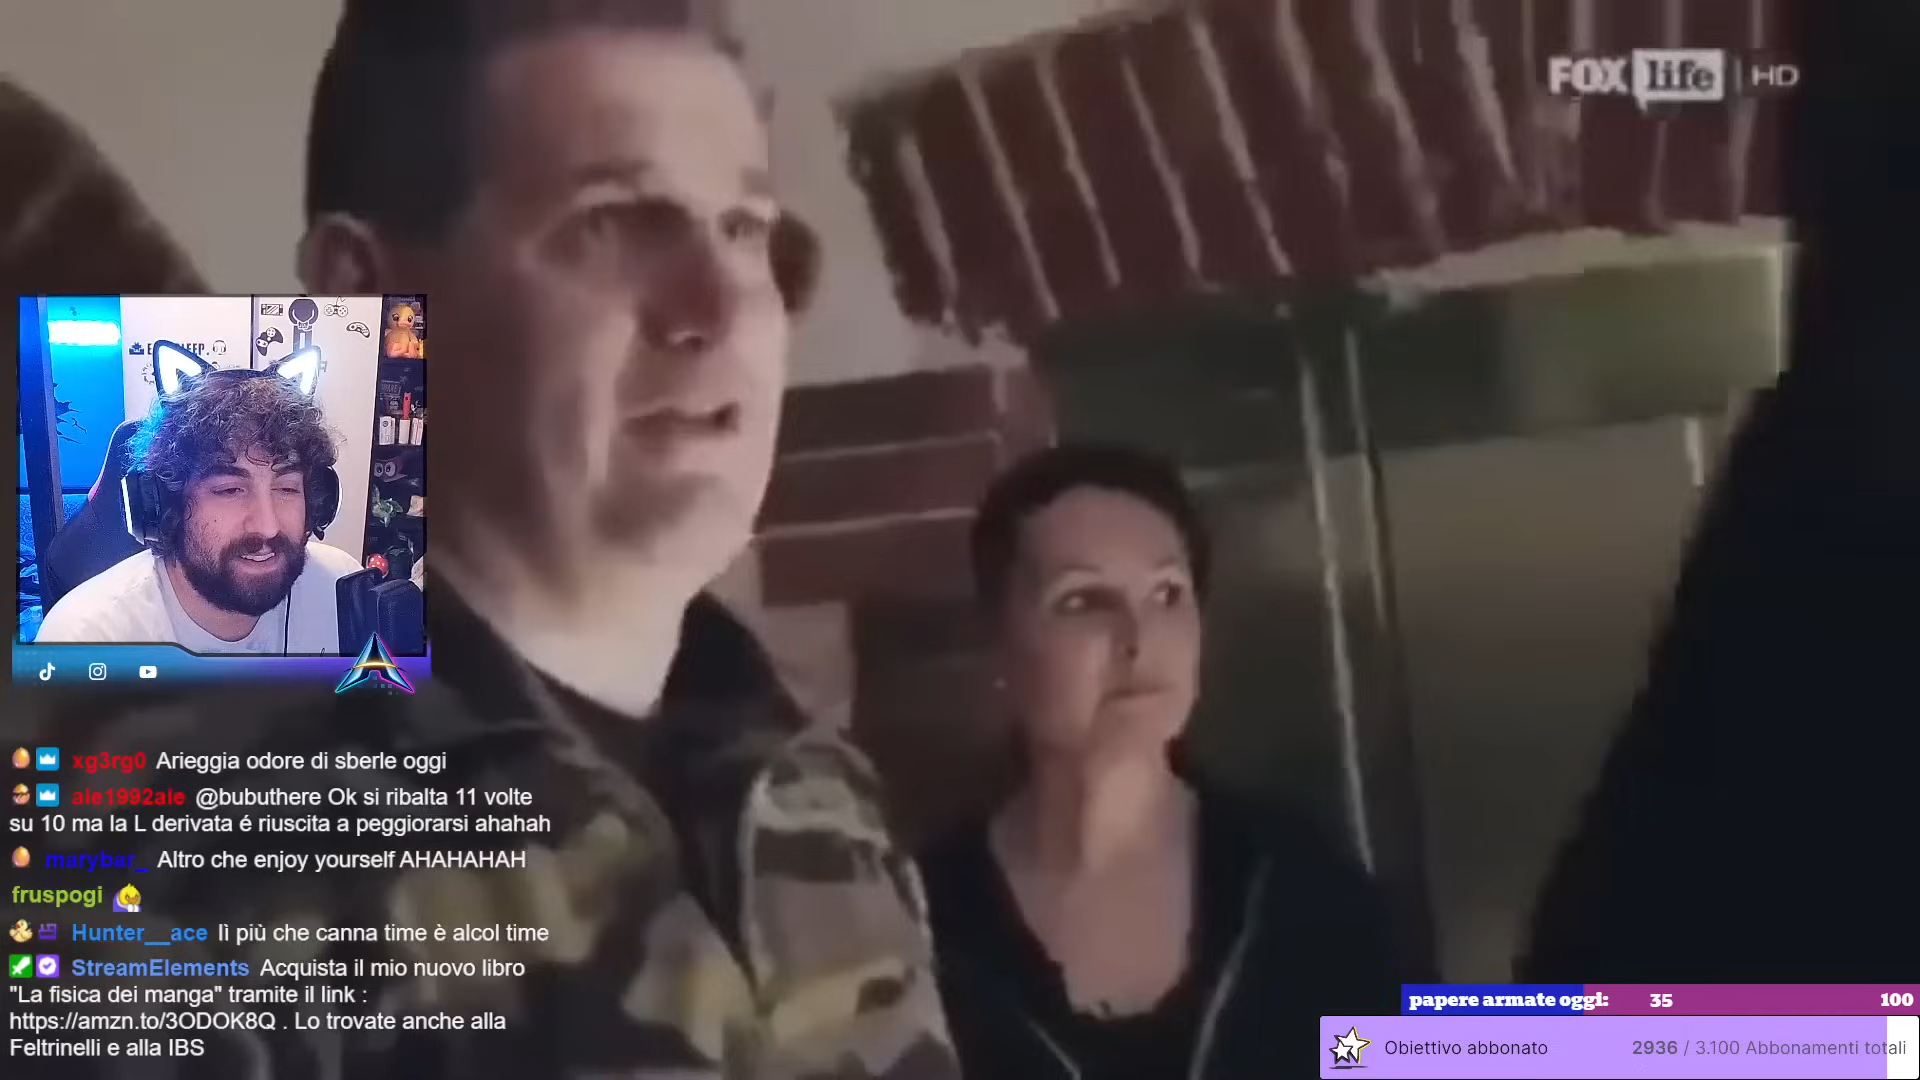 FOX life HD
xg3rg0 Arieggia odore di sberle oggi
ale1992ale @bubuthere Ok si ribalta 11 volte
su 10 ma la L derivata é riuscita a peggiorarsi ahahah
marybar_ Altro che enjoy yourself AHAHAHAH
fruspogi
Hunter__ace lì più che canna time è alcol time
StreamElements Acquista il mio nuovo libro
"La fisica dei manga" tramite il link :
https://amzn.to/3ODOK8Q . Lo trovate anche alla
Feltrinelli e alla IBS
papere armate oggi: 35 100
Obiettivo abbonato 2936 / 3.100 Abbonamenti totali